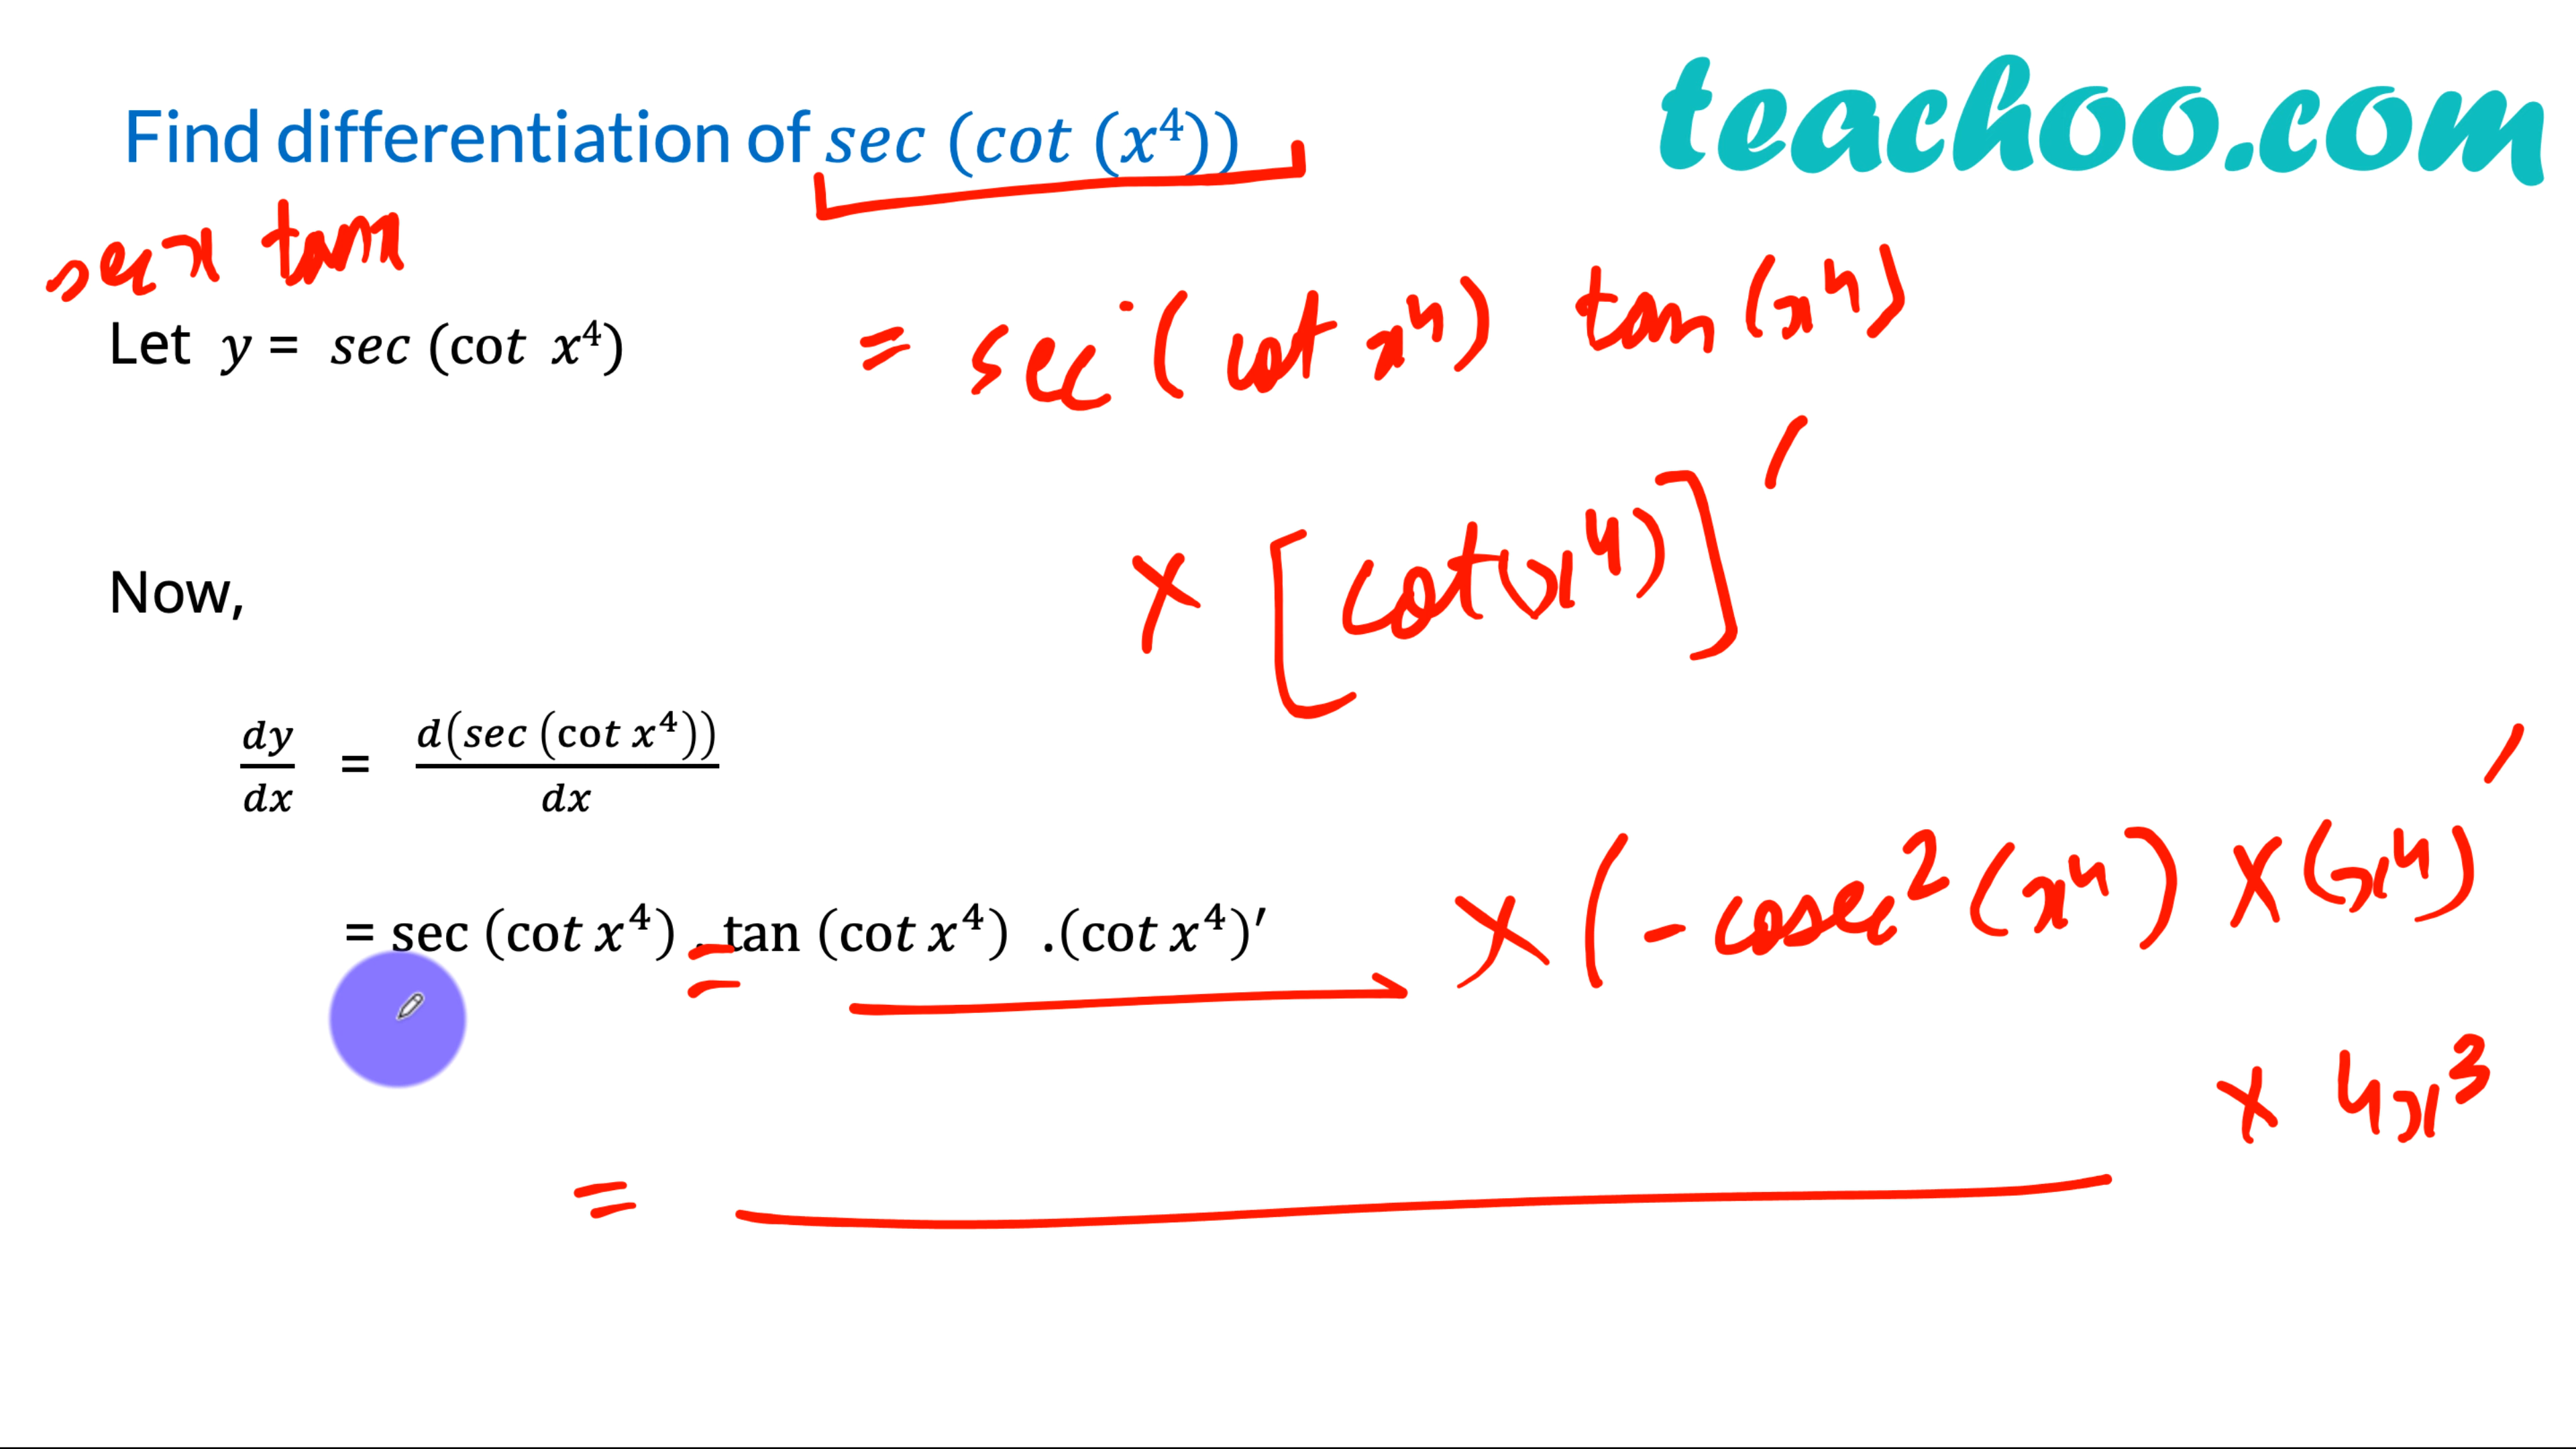 Find differentiation of sec (cot (x⁴))
teachoo.com
sec x tan x
Let y = sec (cot x⁴)
= sec (cot x⁴) tan (x⁴)
× [cot(x⁴)]′
Now,
dy/dx = d(sec (cot x⁴))/dx
= sec (cot x⁴) . tan (cot x⁴) .(cot x⁴)′
= × (- cosec² (x⁴) × (x⁴)′
× 4x³
=